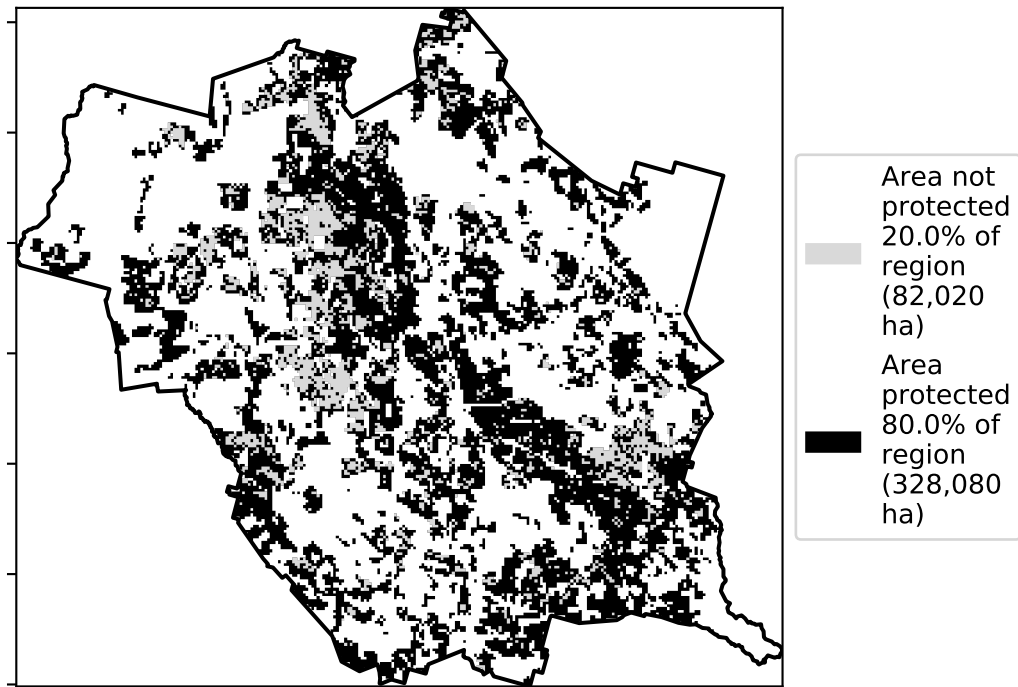 Area not
protected
20.0% of
region
(82,020
ha)
Area
protected
80.0% of
region
(328,080
ha)